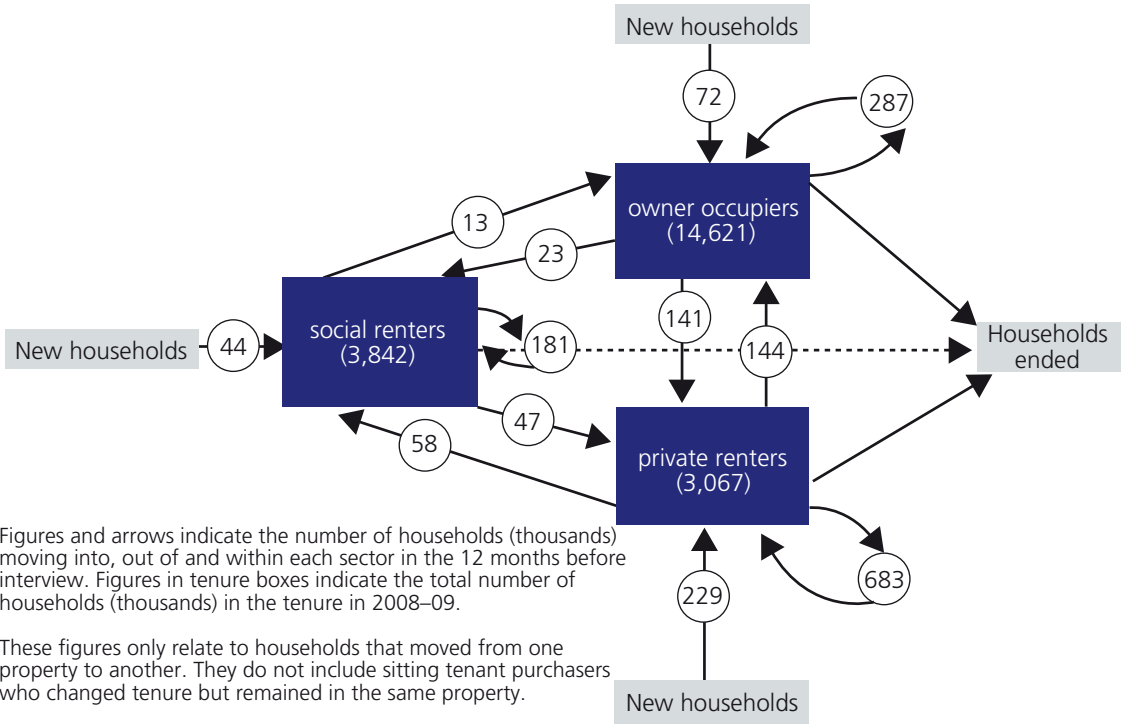 New households
72
287
owner occupiers
(14,621)
13
23
141
social renters
(3,842)
New households
44
181
144
Households
ended
47
58
private renters
(3,067)
683
229
New households
Figures and arrows indicate the number of households (thousands)
moving into, out of and within each sector in the 12 months before
interview. Figures in tenure boxes indicate the total number of
households (thousands) in the tenure in 2008–09.
These figures only relate to households that moved from one
property to another. They do not include sitting tenant purchasers
who changed tenure but remained in the same property.